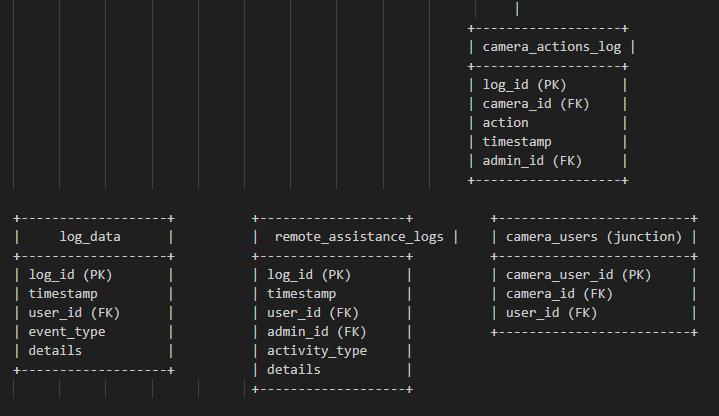 |
+-------------------+
| camera_actions_log |
+-------------------+
| log_id (PK)       |
| camera_id (FK)    |
| action            |
| timestamp         |
| admin_id (FK)     |
+-------------------+
+-------------------+          +-------------------+          +-------------------------+
|     log_data      |          |  remote_assistance_logs |    | camera_users (junction) |
+-------------------+          +-------------------+          +-------------------------+
| log_id (PK)       |          | log_id (PK)       |          | camera_user_id (PK)     |
| timestamp         |          | timestamp         |          | camera_id (FK)          |
| user_id (FK)      |          | user_id (FK)      |          | user_id (FK)            |
| event_type        |          | admin_id (FK)     |          +-------------------------+
| details           |          | activity_type     |
+-------------------+          | details           |
+-------------------+